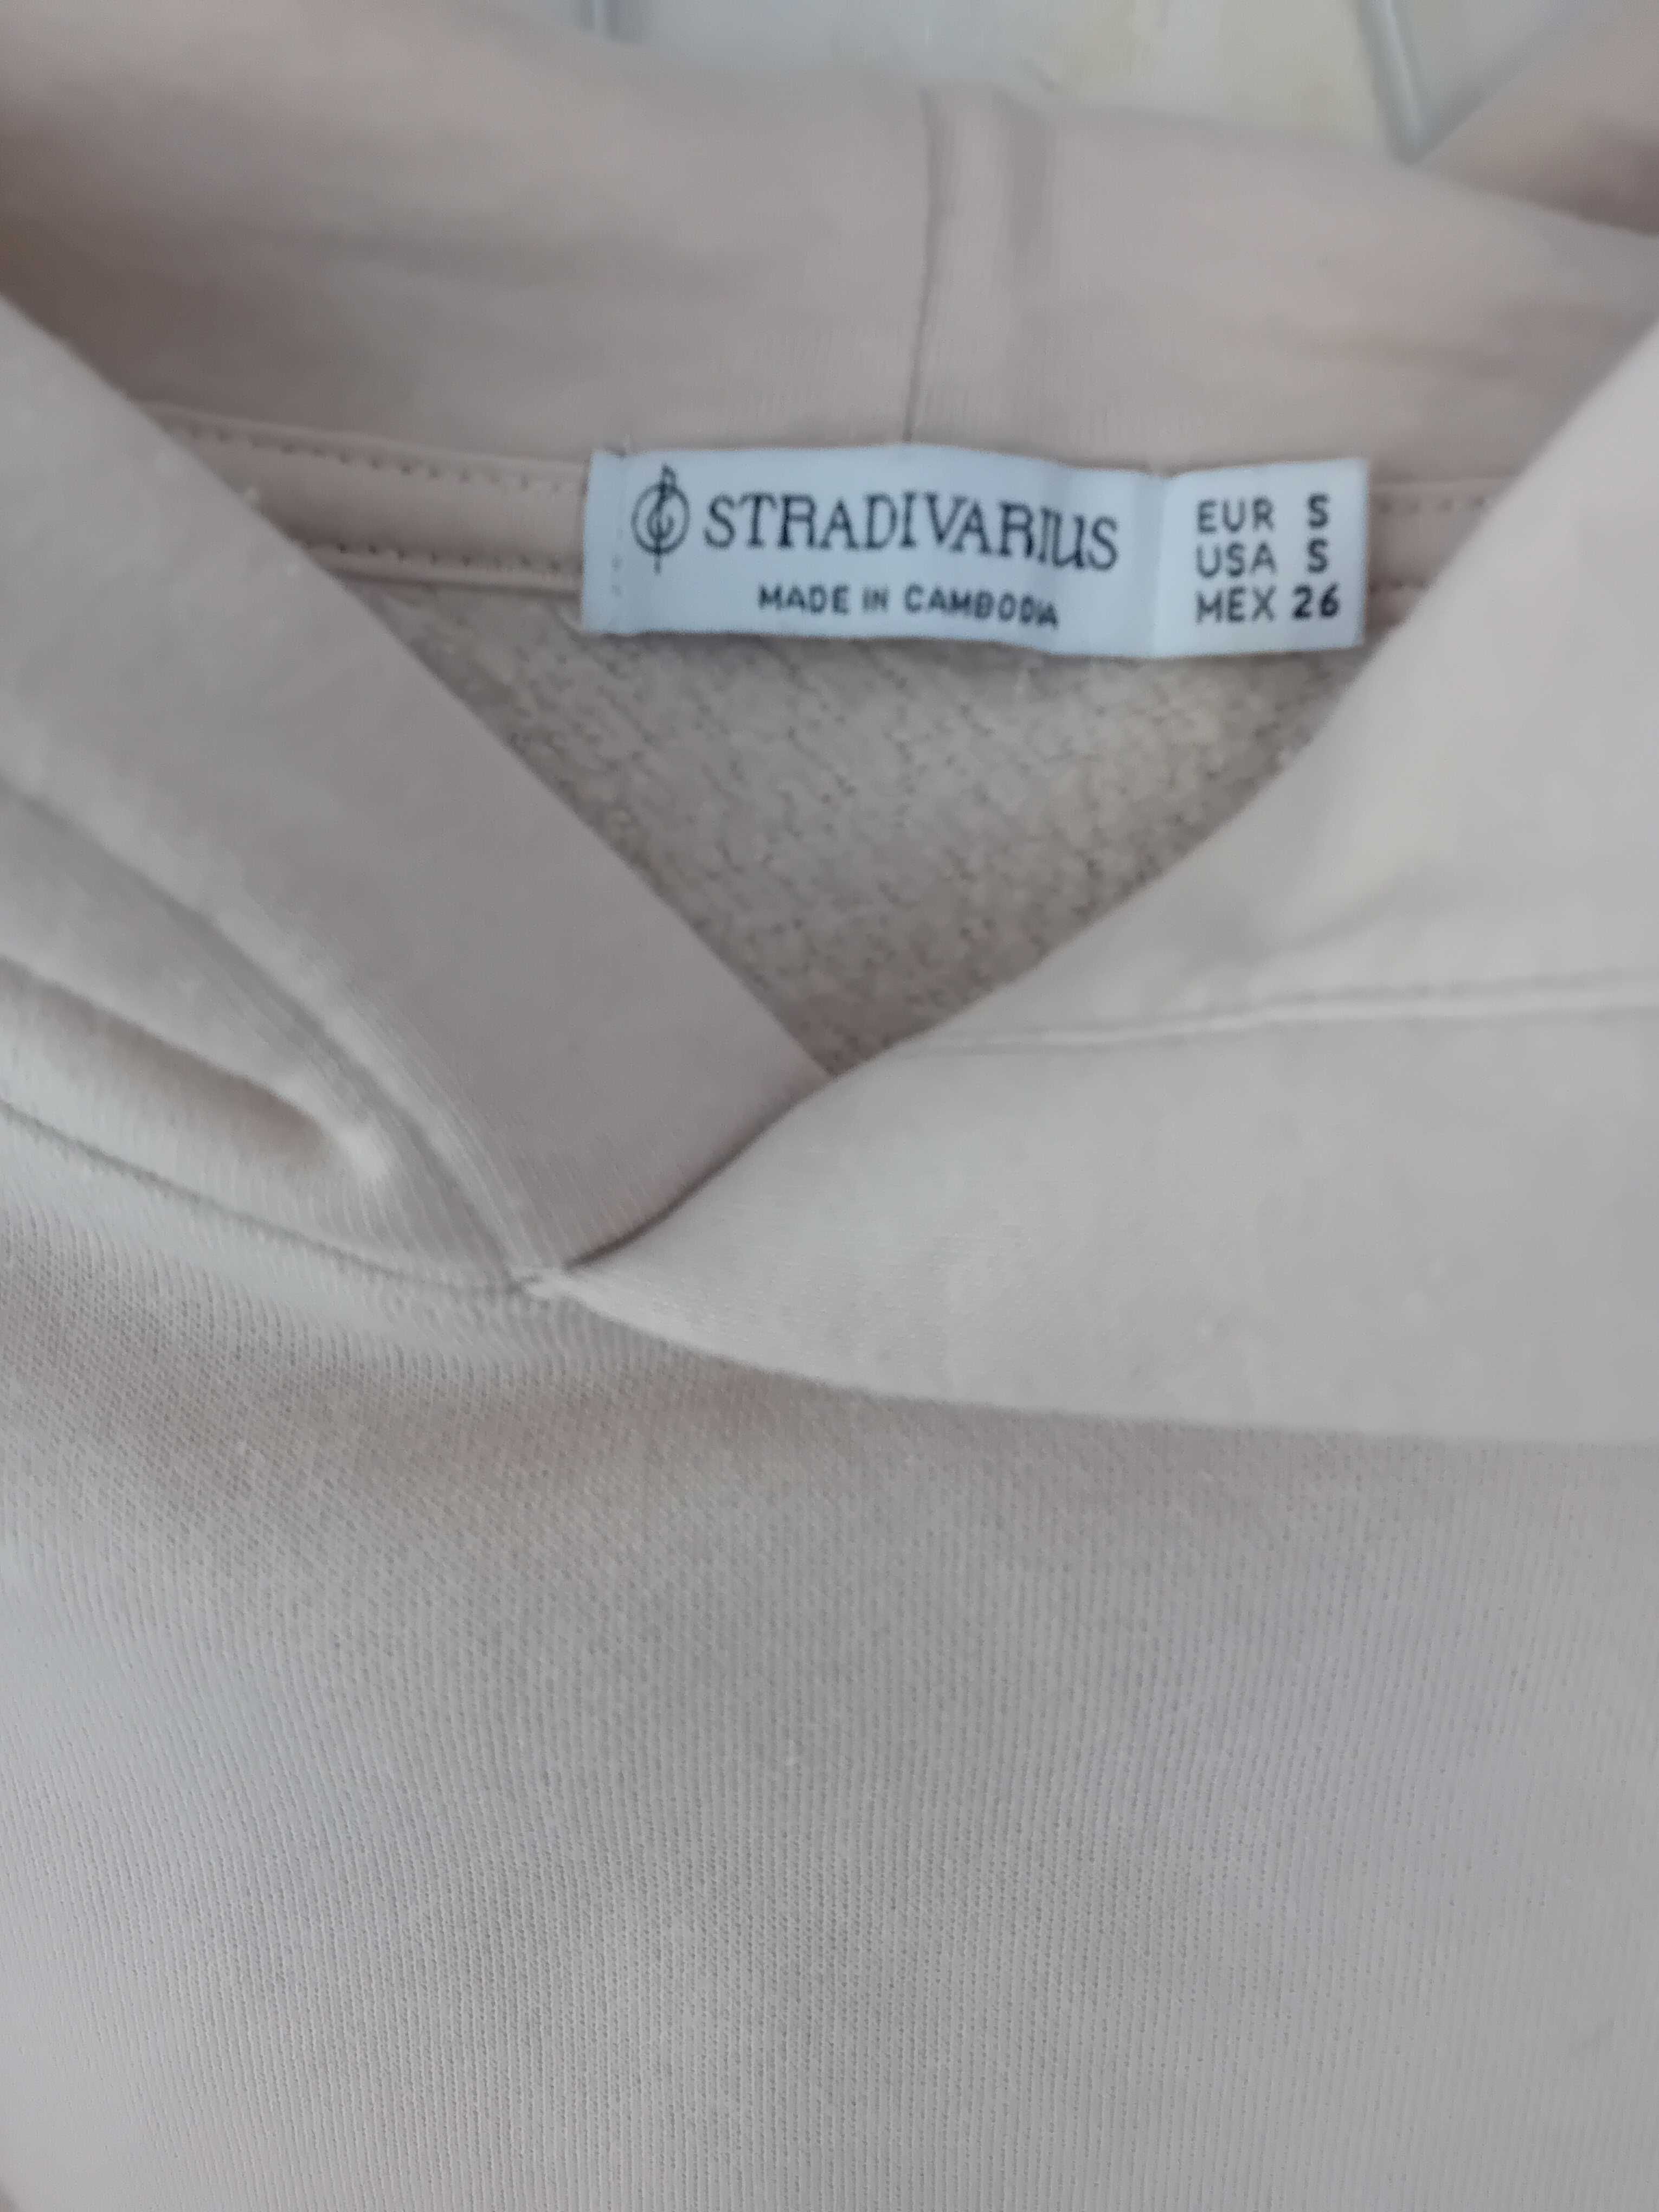 STRADIVARIUS
MADE IN CAMBODIA
EUR S
USA S
MEX 26